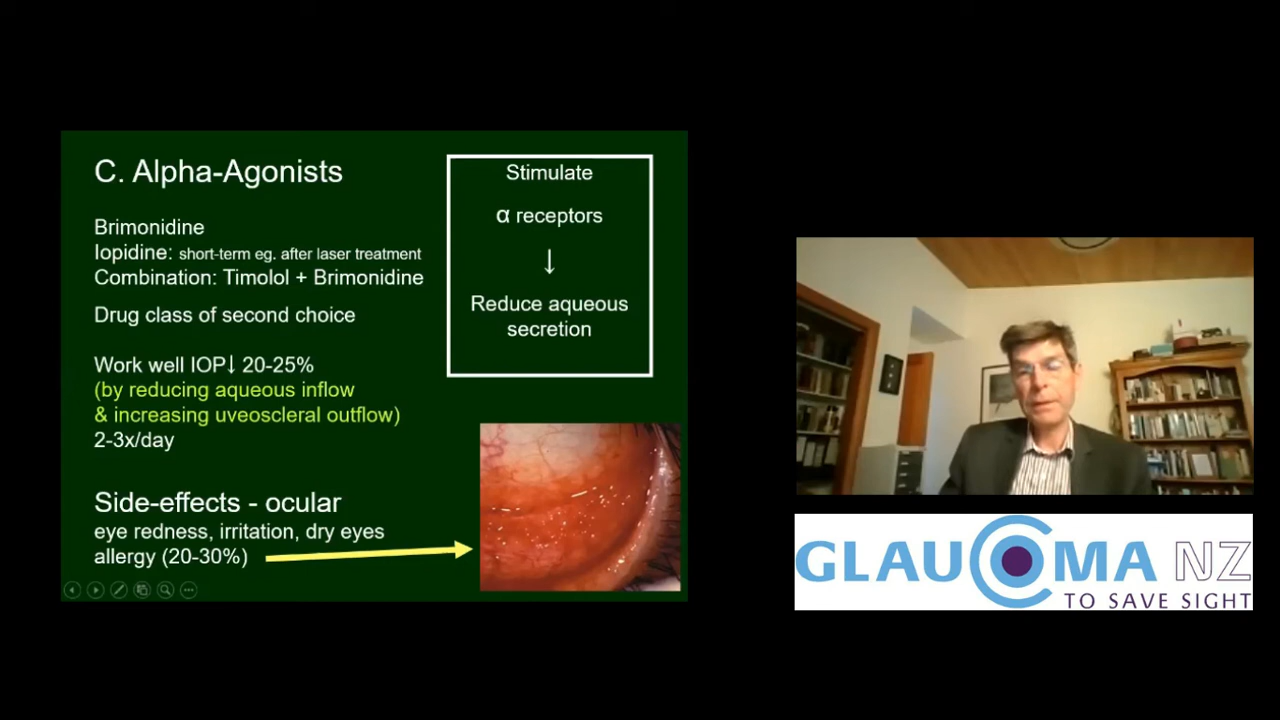 C. Alpha-Agonists
Brimonidine
Iopidine: short-term eg. after laser treatment
Combination: Timolol + Brimonidine
Drug class of second choice
Work well IOP↓ 20-25%
(by reducing aqueous inflow
& increasing uveoscleral outflow)
2-3x/day
Side-effects - ocular
eye redness, irritation, dry eyes
allergy (20-30%)
Stimulate
α receptors
↓
Reduce aqueous
secretion
GLAUCOMA NZ
TO SAVE SIGHT